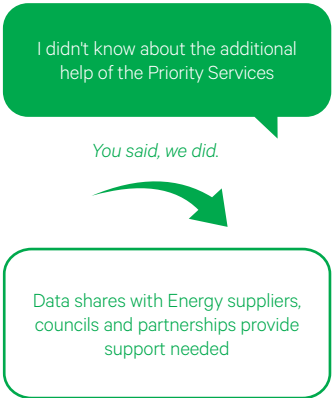 I didn't know about the additional
help of the Priority Services
You said, we did.
Data shares with Energy suppliers,
councils and partnerships provide
support needed